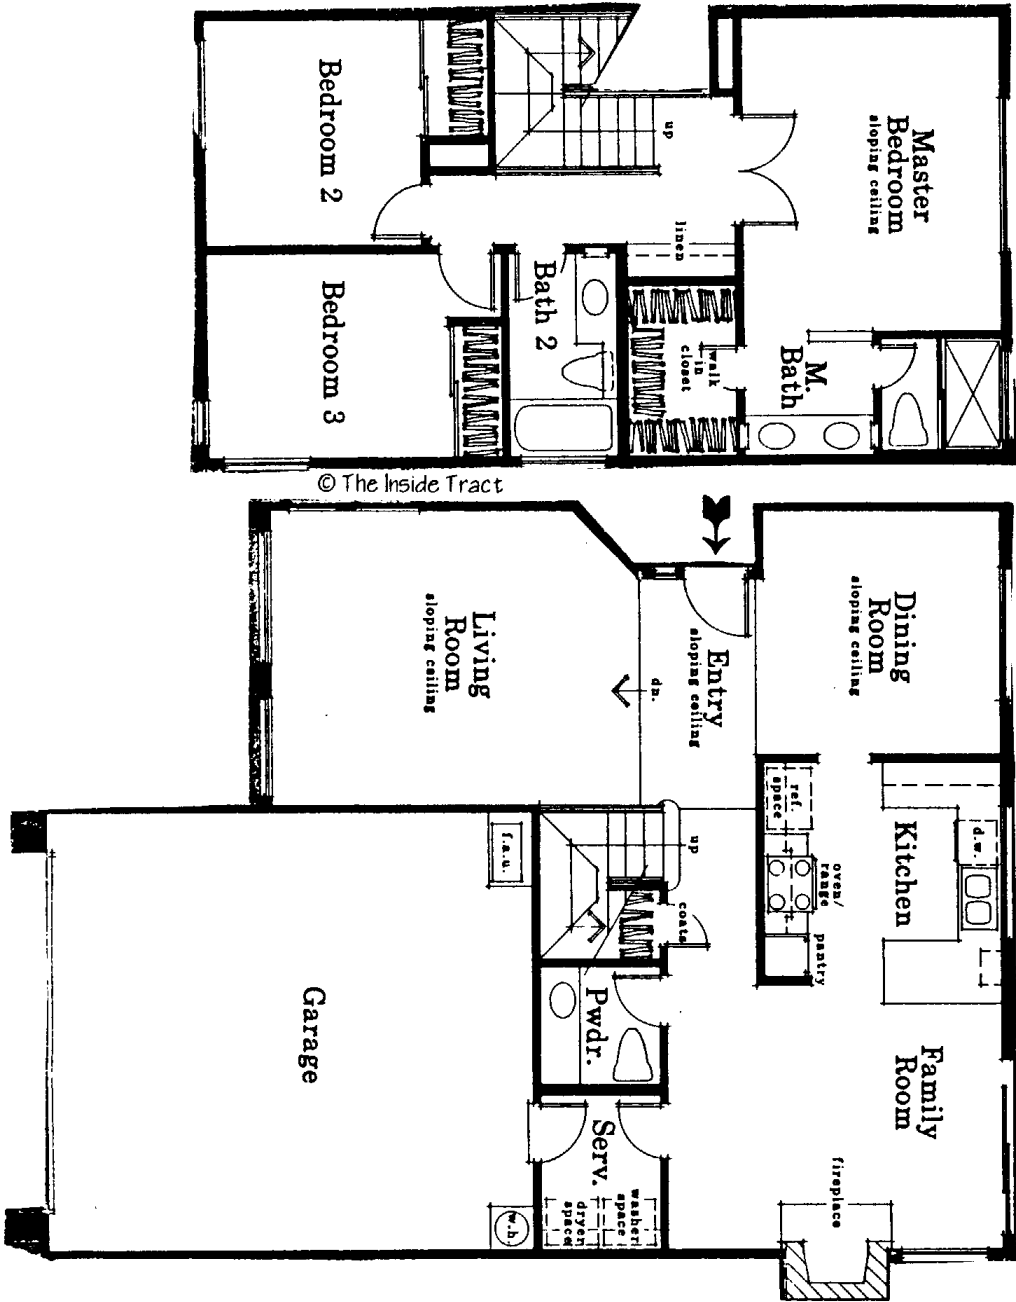 Bedroom 2
up
Master
Bedroom
sloping ceiling
linen
Bedroom 3
Bath 2
walk
in
closet
M.
Bath
© The Inside Tract
Living
Room
sloping ceiling
dn.
Entry
sloping ceiling
Dining
Room
sloping ceiling
f.a.u.
up
ref.
space
oven/
range
Kitchen
d.w.
coats
pantry
Garage
Pwdr.
Family
Room
Serv.
washer
space
dryer
space
w.h.
fireplace